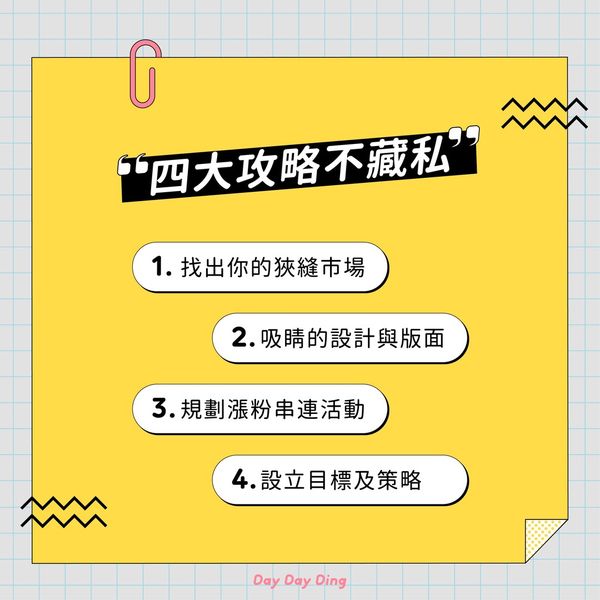 “四大攻略不藏私”
1. 找出你的狹縫市場
2. 吸睛的設計與版面
3. 規劃漲粉串連活動
4. 設立目標及策略
Day Day Ding